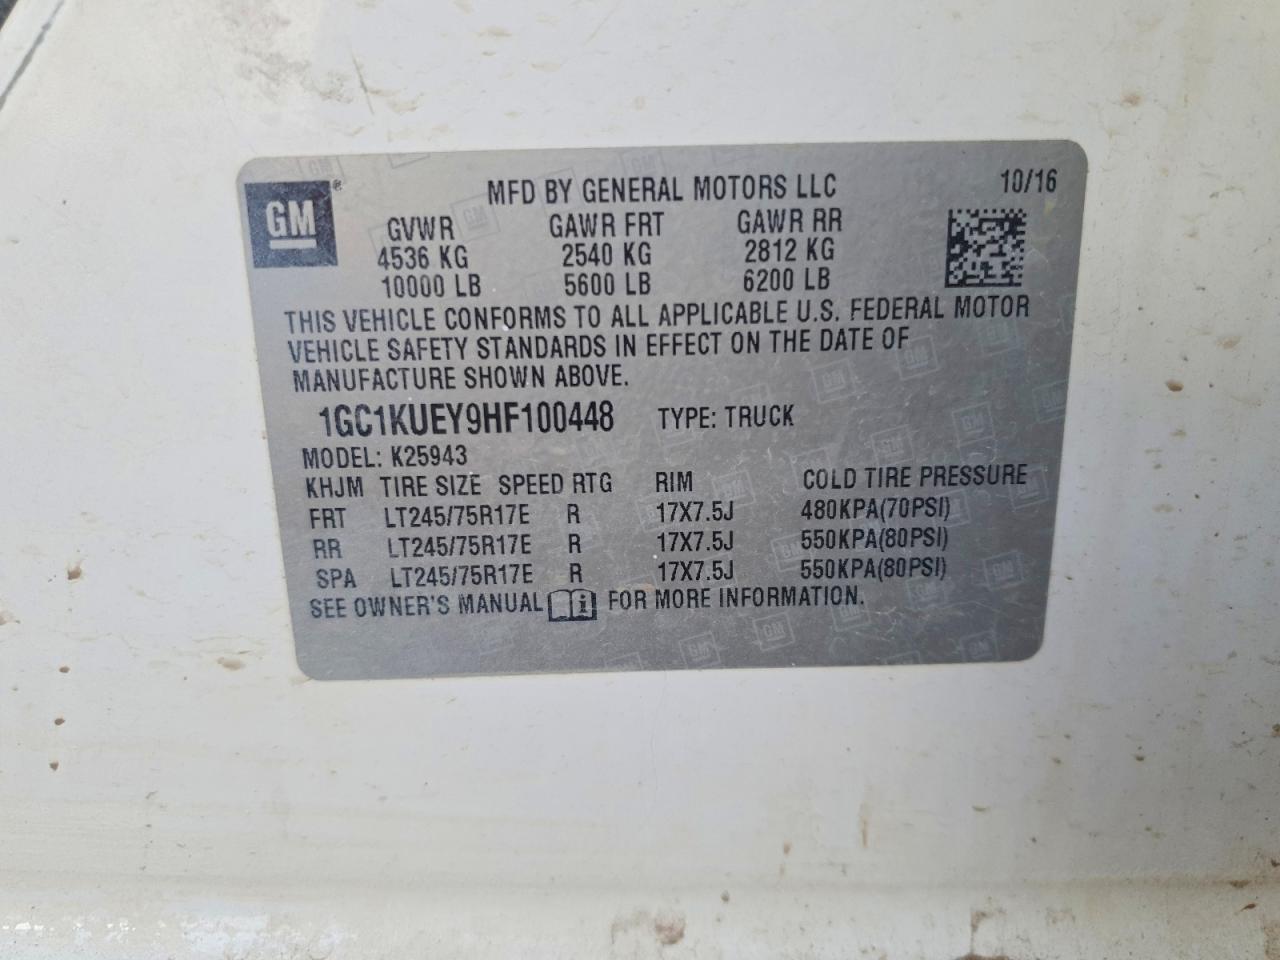 GM®
MFD BY GENERAL MOTORS LLC 10/16
GVWR GAWR FRT GAWR RR
4536 KG 2540 KG 2812 KG
10000 LB 5600 LB 6200 LB
THIS VEHICLE CONFORMS TO ALL APPLICABLE U.S. FEDERAL MOTOR
VEHICLE SAFETY STANDARDS IN EFFECT ON THE DATE OF
MANUFACTURE SHOWN ABOVE.
1GC1KUEY9HF100448 TYPE: TRUCK
MODEL: K25943
KHJM TIRE SIZE SPEED RTG RIM COLD TIRE PRESSURE
FRT LT245/75R17E R 17X7.5J 480KPA(70PSI)
RR LT245/75R17E R 17X7.5J 550KPA(80PSI)
SPA LT245/75R17E R 17X7.5J 550KPA(80PSI)
SEE OWNER'S MANUAL i FOR MORE INFORMATION.